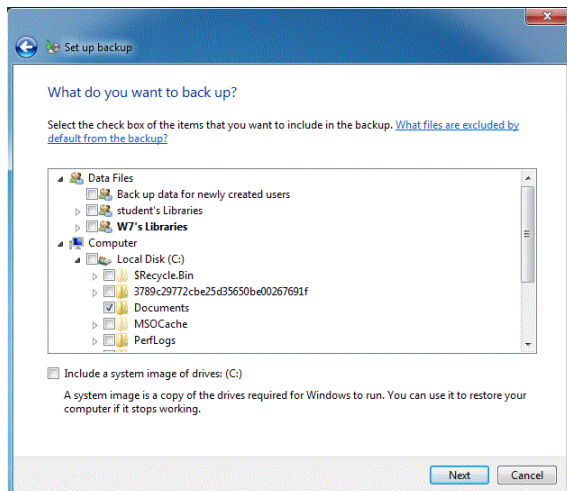 Set up backup
What do you want to back up?
Select the check box of the items that you want to include in the backup. What files are excluded by
default from the backup?
Data Files
Back up data for newly created users
student's Libraries
W7's Libraries
Computer
Local Disk (C:)
$Recycle.Bin
3789c29772cbe25d35650be00267691f
Documents
MSOCache
PerfLogs
Include a system image of drives: (C:)
A system image is a copy of the drives required for Windows to run. You can use it to restore your
computer if it stops working.
Next Cancel